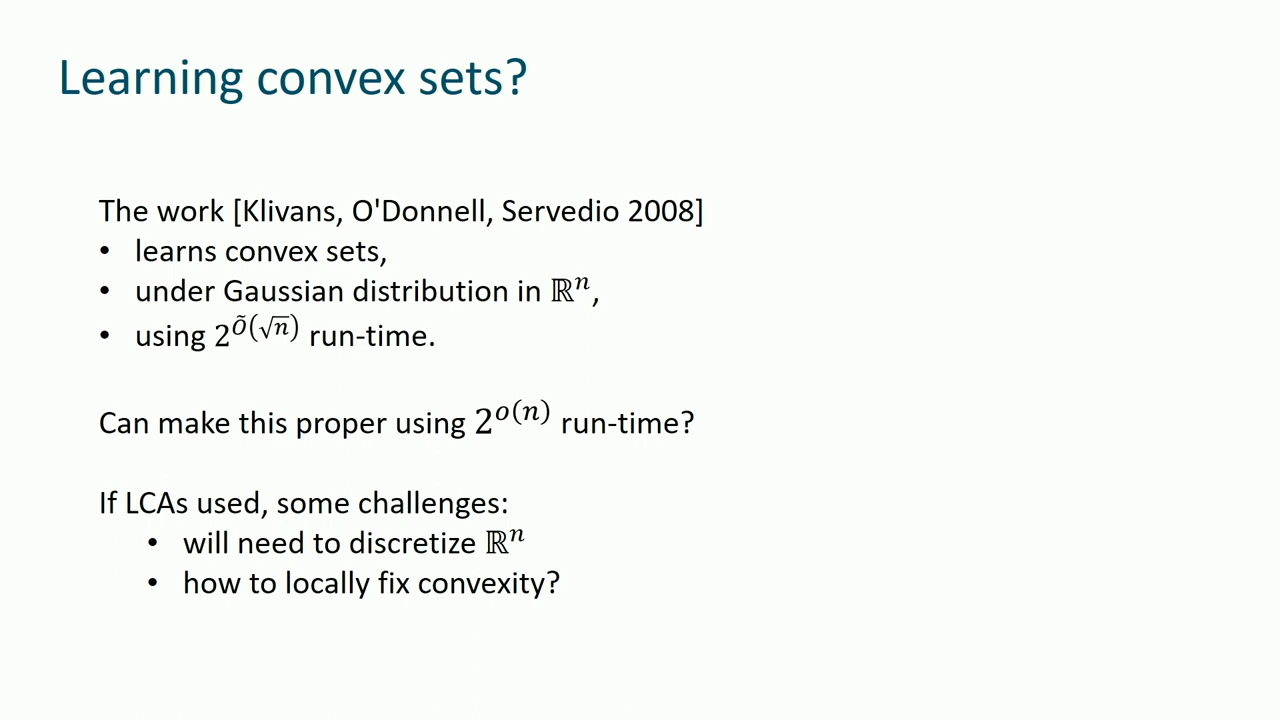 Learning convex sets?
The work [Klivans, O'Donnell, Servedio 2008]
• learns convex sets,
• under Gaussian distribution in ℝⁿ,
• using 2^{Õ(√n)} run-time.
Can make this proper using 2^{o(n)} run-time?
If LCAs used, some challenges:
• will need to discretize ℝⁿ
• how to locally fix convexity?